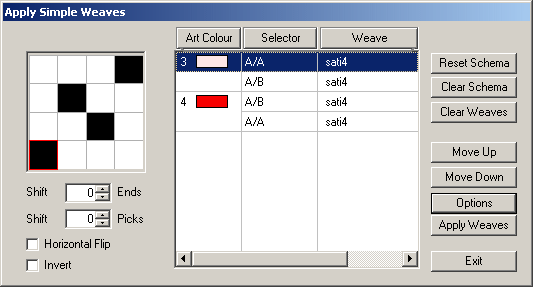 Apply Simple Weaves
Art Colour Selector Weave
3 A/A sati4
A/B sati4
4 A/B sati4
A/A sati4
Shift 0 Ends
Shift 0 Picks
Horizontal Flip
Invert
Reset Schema
Clear Schema
Clear Weaves
Move Up
Move Down
Options
Apply Weaves
Exit